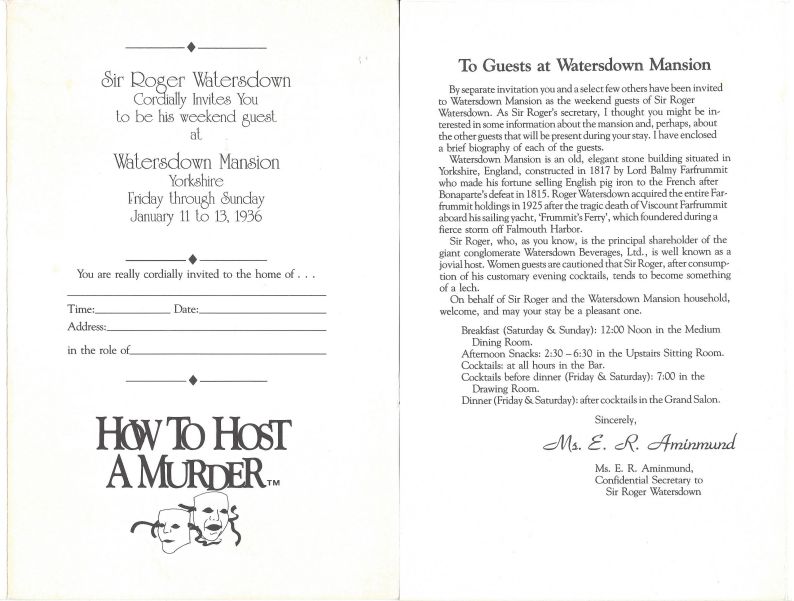 Sir Roger Watersdown
Cordially Invites You
to be his weekend guest
at
Watersdown Mansion
Yorkshire
Friday through Sunday
January 11 to 13, 1936
You are really cordially invited to the home of . . .
Time: Date:
Address:
in the role of
HOW TO HOST
A MURDER™
To Guests at Watersdown Mansion
By separate invitation you and a select few others have been invited
to Watersdown Mansion as the weekend guests of Sir Roger
Watersdown. As Sir Roger's secretary, I thought you might be in-
terested in some information about the mansion and, perhaps, about
the other guests that will be present during your stay. I have enclosed
a brief biography of each of the guests.
Watersdown Mansion is an old, elegant stone building situated in
Yorkshire, England, constructed in 1817 by Lord Balmy Farfrummit
who made his fortune selling English pig iron to the French after
Bonaparte's defeat in 1815. Roger Watersdown acquired the entire Far-
frummit holdings in 1925 after the tragic death of Viscount Farfrummit
aboard his sailing yacht, 'Frummit's Ferry', which foundered during a
fierce storm off Falmouth Harbor.
Sir Roger, who, as you know, is the principal shareholder of the
giant conglomerate Watersdown Beverages, Ltd., is well known as a
jovial host. Women guests are cautioned that Sir Roger, after consump-
tion of his customary evening cocktails, tends to become something
of a lech.
On behalf of Sir Roger and the Watersdown Mansion household,
welcome, and may your stay be a pleasant one.
Breakfast (Saturday & Sunday): 12:00 Noon in the Medium
Dining Room.
Afternoon Snacks: 2:30 – 6:30 in the Upstairs Sitting Room.
Cocktails: at all hours in the Bar.
Cocktails before dinner (Friday & Saturday): 7:00 in the
Drawing Room.
Dinner (Friday & Saturday): after cocktails in the Grand Salon.
Sincerely,
Ms. E. R. Aminmund
Ms. E. R. Aminmund,
Confidential Secretary to
Sir Roger Watersdown